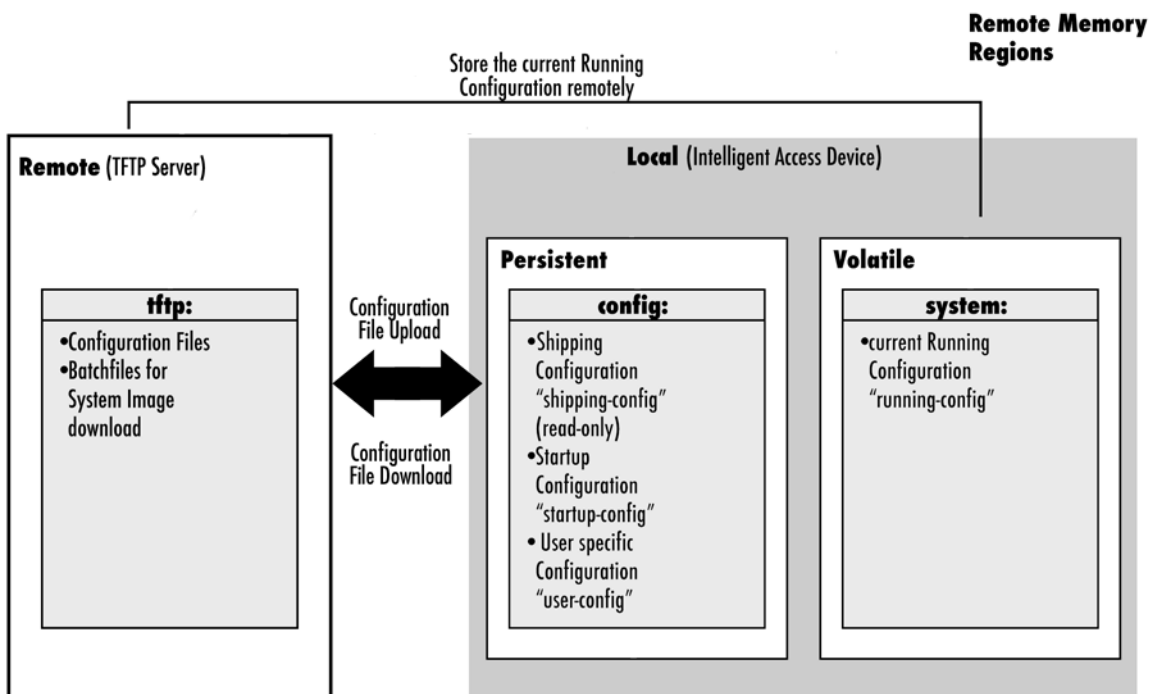 Remote Memory
Regions
Store the current Running
Configuration remotely
Remote (TFTP Server)
tftp:
•Configuration Files
•Batchfiles for
System Image
download
Configuration
File Upload
Configuration
File Download
Local (Intelligent Access Device)
Persistent
config:
•Shipping
Configuration
“shipping-config”
(read-only)
•Startup
Configuration
“startup-config”
• User specific
Configuration
“user-config”
Volatile
system:
•current Running
Configuration
“running-config”